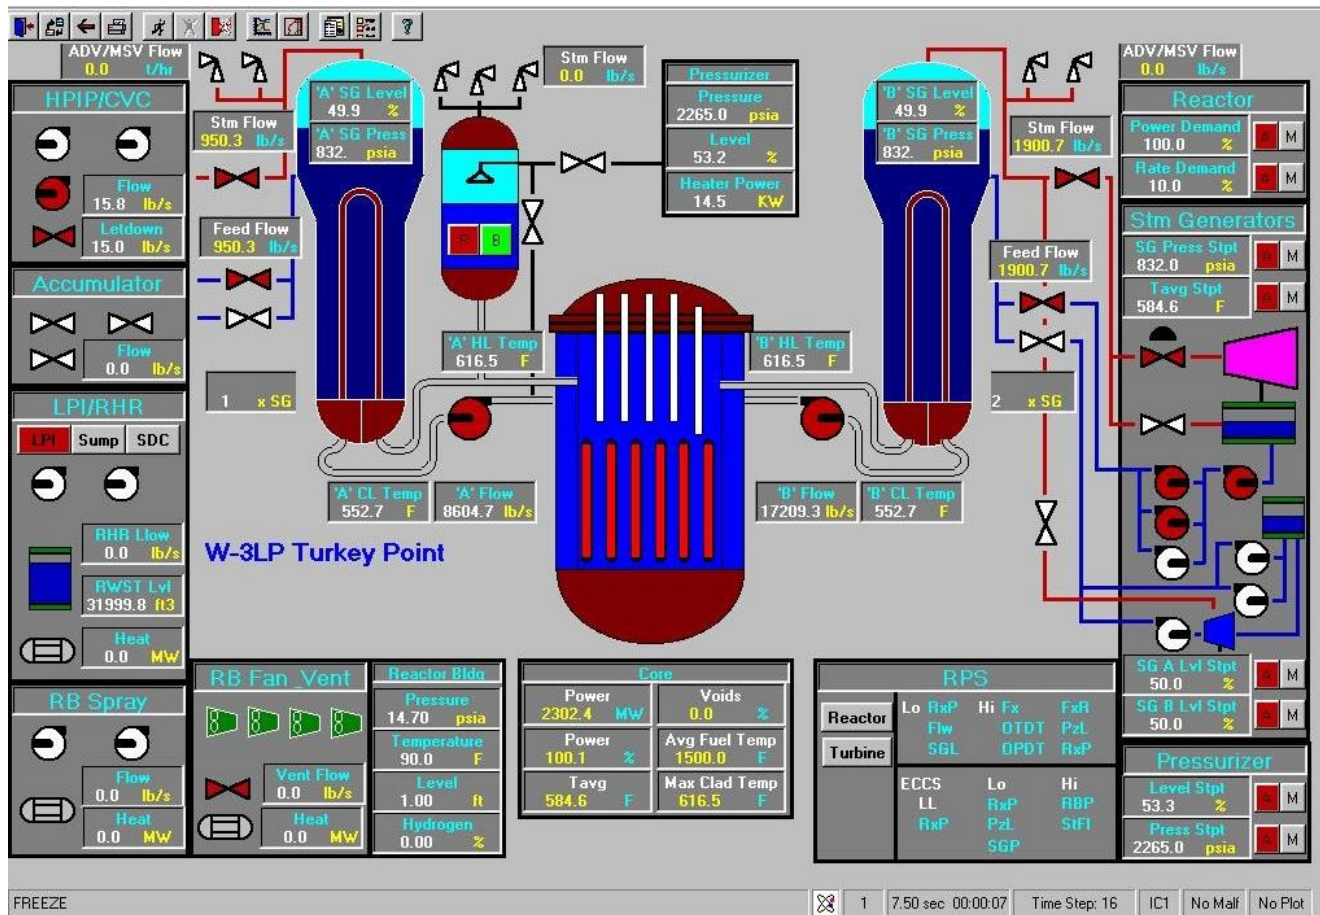 ADV/MSV Flow
0.0 t/hr
HPIP/CVC
Flow
15.8 lb/s
Letdown
15.0 lb/s
Accumulator
Flow
0.0 lb/s
LPI/RHR
LPI Sump SDC
RHR Llow
0.0 lb/s
RWST Lvl
31999.8 ft3
Heat
0.0 MW
RB Spray
Flow
0.0 lb/s
Heat
0.0 MW
Stm Flow
950.3 lb/s
Feed Flow
950.3 lb/s
1 x SG
'A' SG Level
49.9 %
'A' SG Press
832. psia
Stm Flow
0.0 lb/s
P B
Pressurizer
Pressure
2265.0 psia
Level
53.2 %
Heater Power
14.5 KW
'A' HL Temp
616.5 F
'B' HL Temp
616.5 F
'A' CL Temp
552.7 F
'A' Flow
8604.7 lb/s
'B' Flow
17209.3 lb/s
'B' CL Temp
552.7 F
W-3LP Turkey Point
'B' SG Level
49.9 %
'B' SG Press
832. psia
Stm Flow
1900.7 lb/s
Feed Flow
1900.7 lb/s
2 x SG
ADV/MSV Flow
0.0 lb/s
Reactor
Power Demand
100.0 % A M
Rate Demand
10.0 % A M
Stm Generators
SG Press Stpt
832.0 psia A M
Tavg Stpt
584.6 F A M
SG A Lvl Stpt
50.0 % A M
SG B Lvl Stpt
50.0 % A M
Pressurizer
Level Stpt
53.3 % A M
Press Stpt
2265.0 psia A M
RB Fan _Vent
Vent Flow
0.0 lb/s
Heat
0.0 MW
Reactor Bldg
Pressure
14.70 psia
Temperature
90.0 F
Level
1.00 ft
Hydrogen
0.00 %
Core
Power Voids
2302.4 MW 0.0 %
Power Avg Fuel Temp
100.1 % 1500.0 F
Tavg Max Clad Temp
584.6 F 616.5 F
RPS
Reactor
Turbine
Lo RxP Hi Fx FxR
Flw OTDT PzL
SGL OPDT RxP
ECCS Lo Hi
LL RxP RBP
RxP PzL StFl
SGP
FREEZE 1 7.50 sec 00:00:07 Time Step: 16 IC1 No Malf No Plot